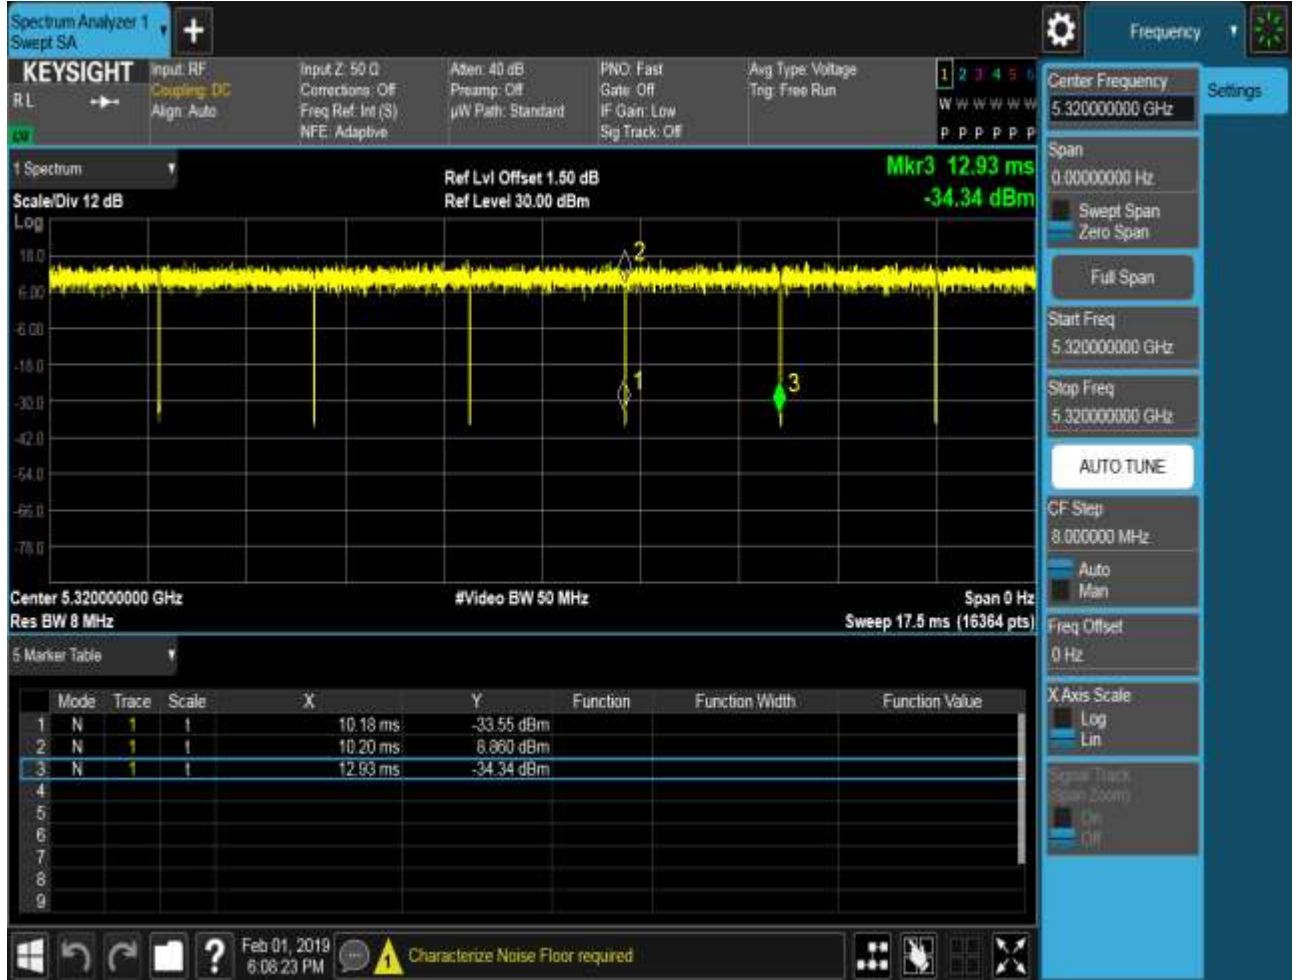 Spectrum Analyzer 1
Swept SA
+
Frequency
KEYSIGHT
RL
Input: RF
Coupling: DC
Align: Auto
Input Z: 50 Ω
Corrections: Off
Freq Ref: Int (S)
NFE: Adaptive
Atten: 40 dB
Preamp: Off
µW Path: Standard
PNO: Fast
Gate: Off
IF Gain: Low
Sig Track: Off
Avg Type: Voltage
Trig: Free Run
1 2 3 4 5 6
W W W W W W
P P P P P P
1 Spectrum
Scale/Div 12 dB
Ref Lvl Offset 1.50 dB
Ref Level 30.00 dBm
Mkr3 12.93 ms
-34.34 dBm
Log
18.0
6.00
-6.00
-18.0
-30.0
-42.0
-54.0
-66.0
-78.0
2
1
3
Center 5.320000000 GHz
#Video BW 50 MHz
Span 0 Hz
Res BW 8 MHz
Sweep 17.5 ms (16364 pts)
5 Marker Table
Mode Trace Scale X Y Function Function Width Function Value
1 N 1 t 10.18 ms -33.55 dBm
2 N 1 t 10.20 ms 8.860 dBm
3 N 1 t 12.93 ms -34.34 dBm
4
5
6
7
8
9
Center Frequency
5.320000000 GHz
Settings
Span
0.00000000 Hz
Swept Span
Zero Span
Full Span
Start Freq
5.320000000 GHz
Stop Freq
5.320000000 GHz
AUTO TUNE
CF Step
8.000000 MHz
Auto
Man
Freq Offset
0 Hz
X Axis Scale
Log
Lin
Signal Track
(Span Zoom)
On
Off
?
Feb 01, 2019
6:08:23 PM
1
Characterize Noise Floor required